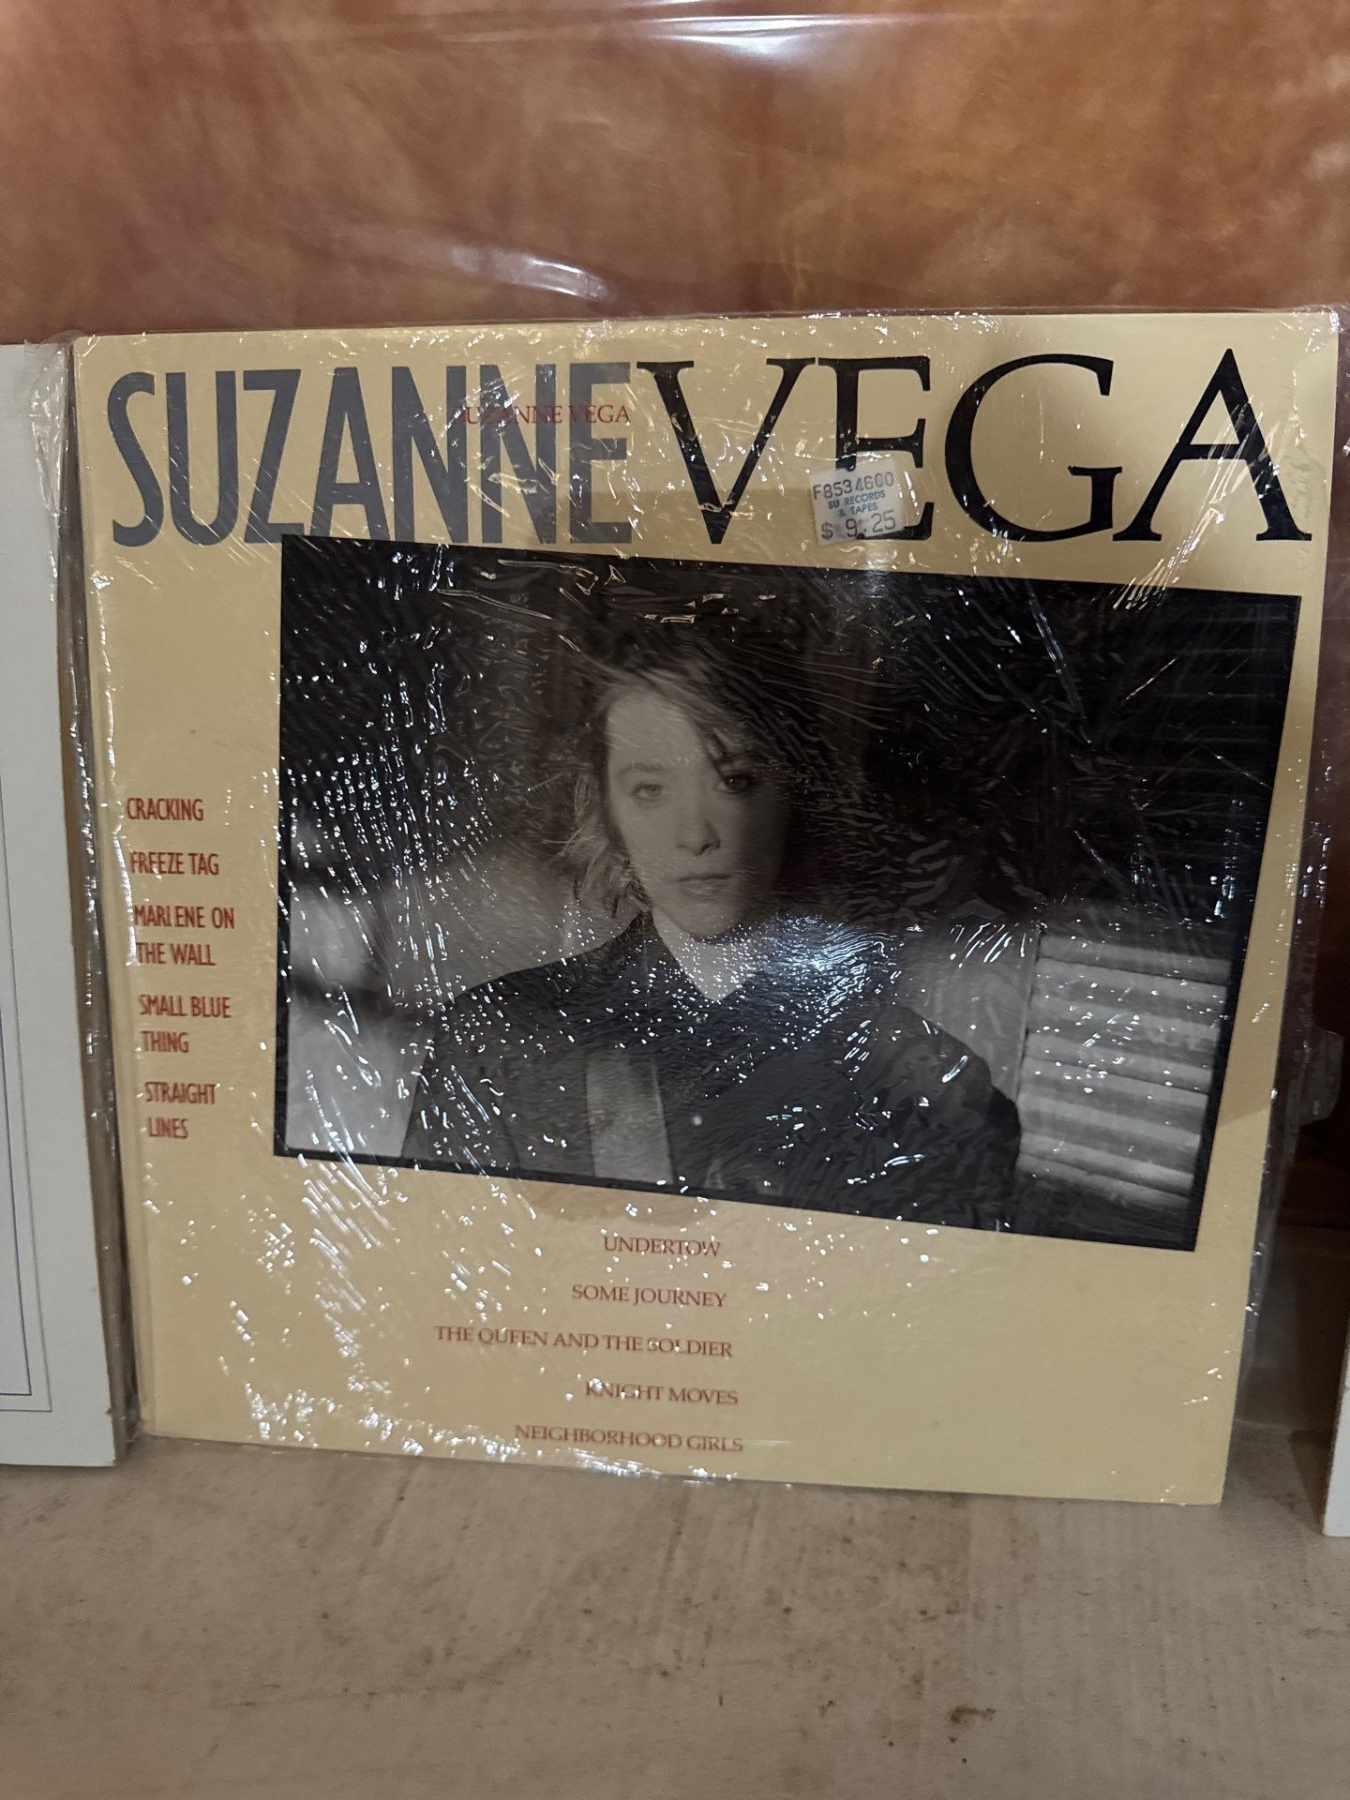 SUZANNE VEGA
SUZANNE VEGA
F8534600
SU RECORDS
& TAPES
$ 9.25
CRACKING
FREEZE TAG
MARLENE ON
THE WALL
SMALL BLUE
THING
STRAIGHT
LINES
UNDERTOW
SOME JOURNEY
THE QUEEN AND THE SOLDIER
KNIGHT MOVES
NEIGHBORHOOD GIRLS